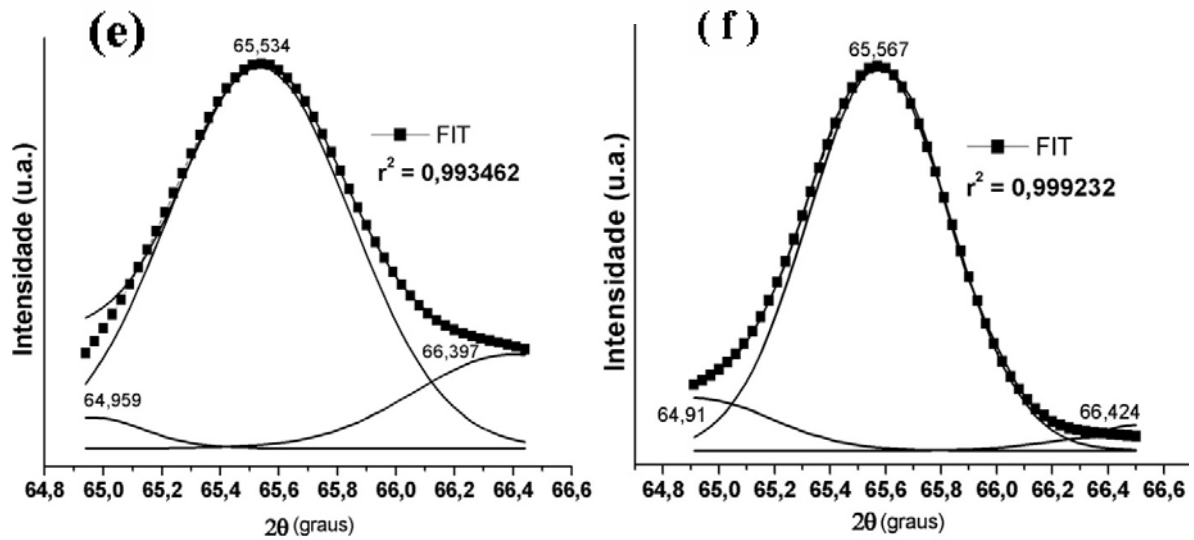 (e)
65,534
FIT
r² = 0,993462
66,397
64,959
Intensidade (u.a.)
64,8 65,0 65,2 65,4 65,6 65,8 66,0 66,2 66,4 66,6
2θ (graus)
(f)
65,567
FIT
r² = 0,999232
64,91
66,424
Intensidade (u.a.)
64,8 65,0 65,2 65,4 65,6 65,8 66,0 66,2 66,4 66,6
2θ (graus)